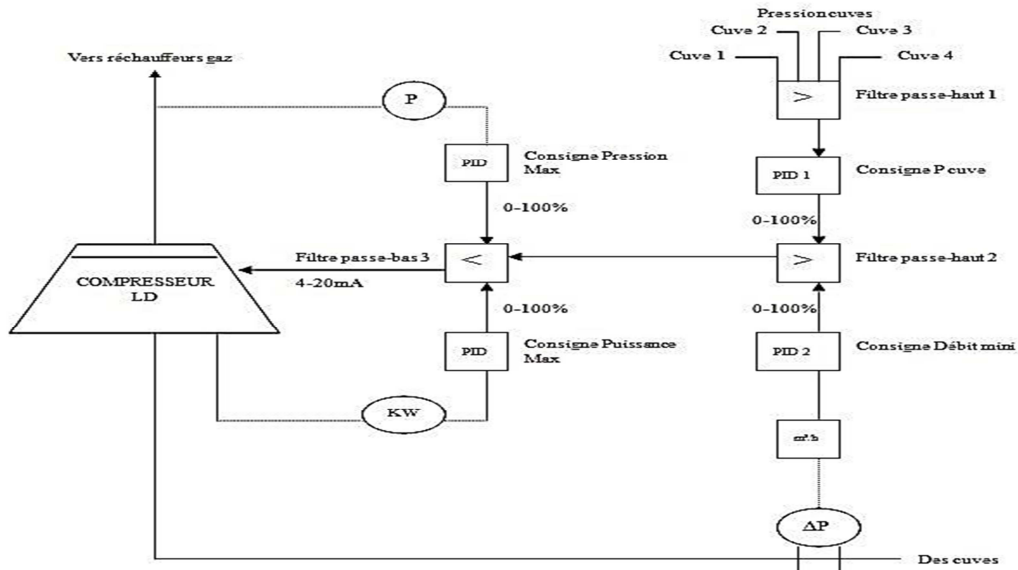 Pression cuves
Cuve 2
Cuve 3
Cuve 1
Cuve 4
Vers réchauffeurs gaz
P
>
Filtre passe-haut 1
PID
Consigne Pression
Max
PID 1
Consigne P cuve
0-100%
0-100%
Filtre passe-bas 3
<
>
Filtre passe-haut 2
4-20mA
COMPRESSEUR
LD
0-100%
0-100%
PID
Consigne Puissance
Max
PID 2
Consigne Débit mini
KW
m³/h
ΔP
Des cuves